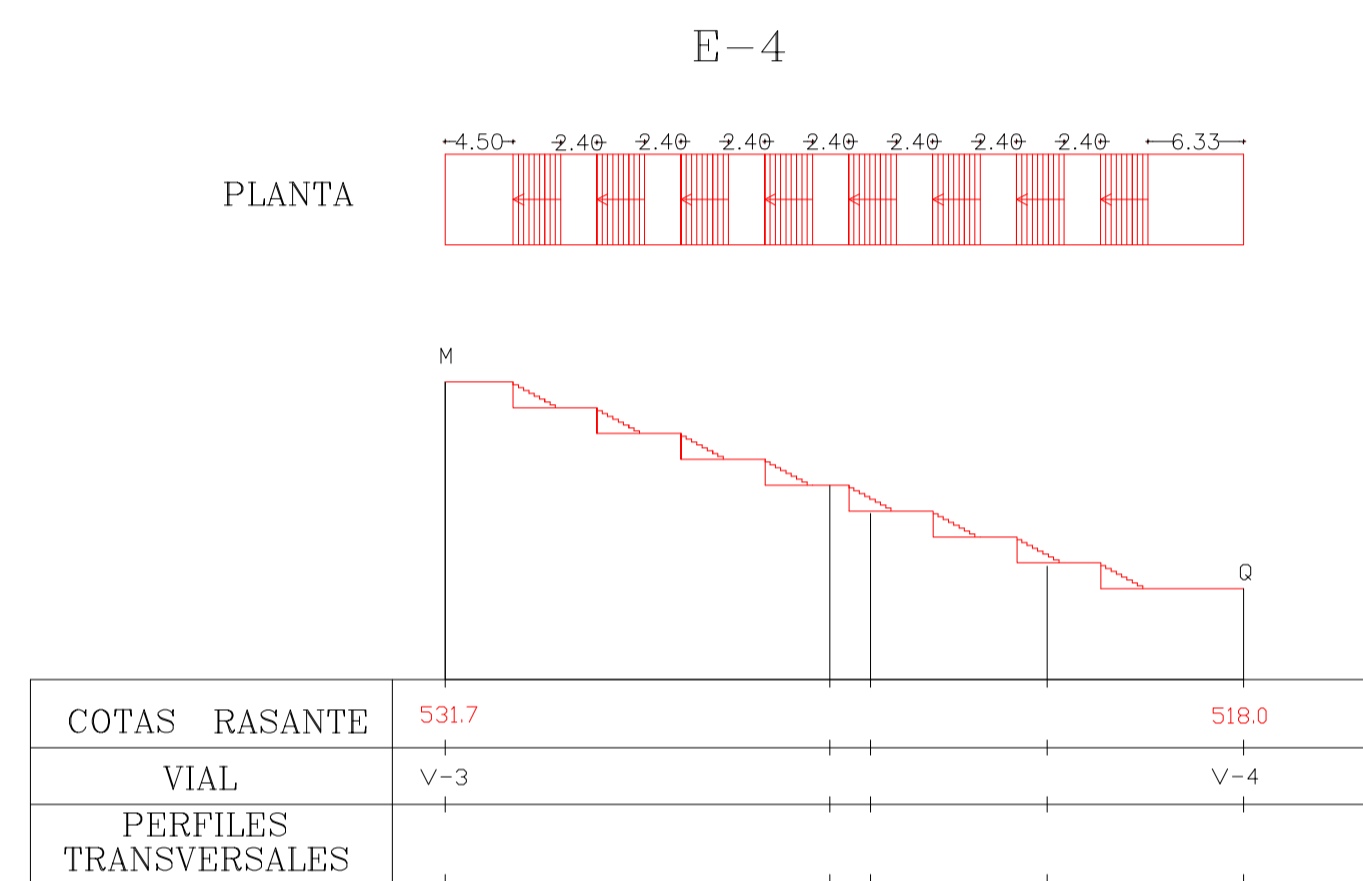 E-4
4.50 2.40 2.40 2.40 2.40 2.40 2.40 2.40 6.33
PLANTA
M
Q
COTAS RASANTE 531.7 518.0
VIAL V-3 V-4
PERFILES
TRANSVERSALES